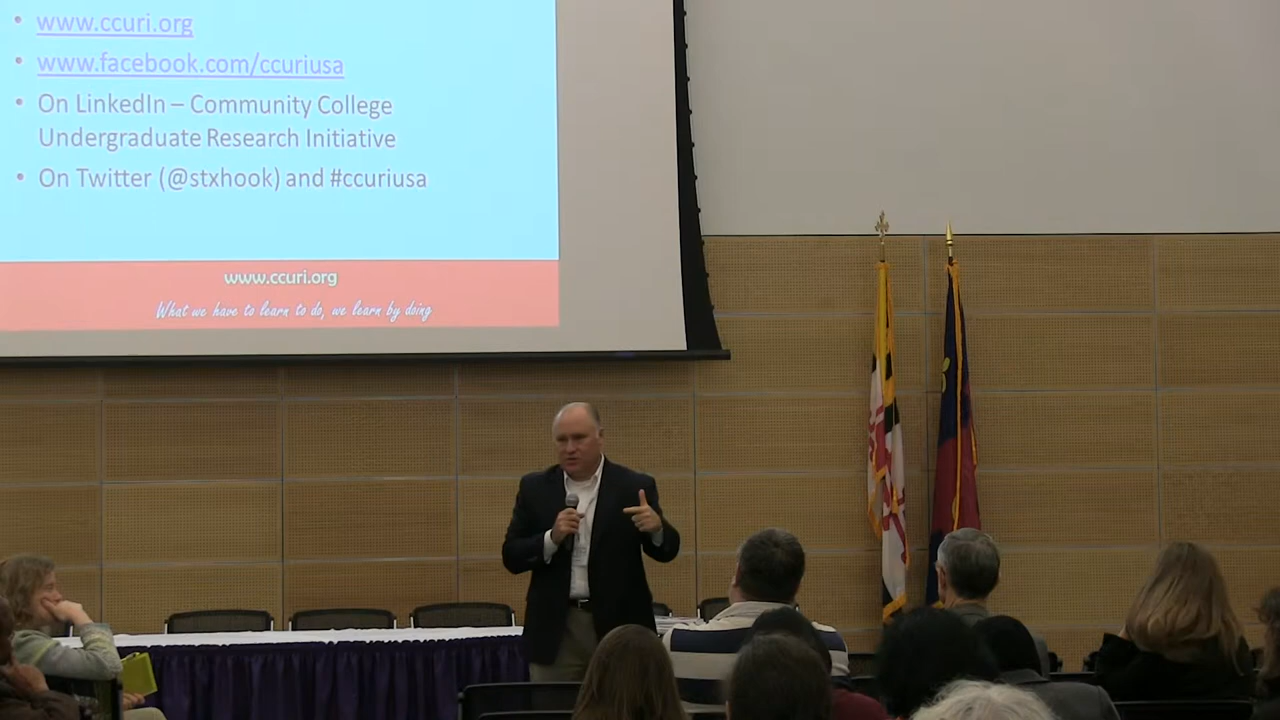 • www.ccuri.org
• www.facebook.com/ccuriusa
• On LinkedIn – Community College
Undergraduate Research Initiative
• On Twitter (@stxhook) and #ccuriusa
www.ccuri.org
What we have to learn to do, we learn by doing